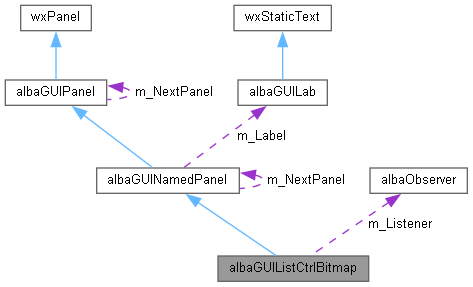 wxPanel
wxStaticText
albaGUIPanel
m_NextPanel
albaGUILab
m_Label
albaGUINamedPanel
m_NextPanel
albaObserver
m_Listener
albaGUIListCtrlBitmap